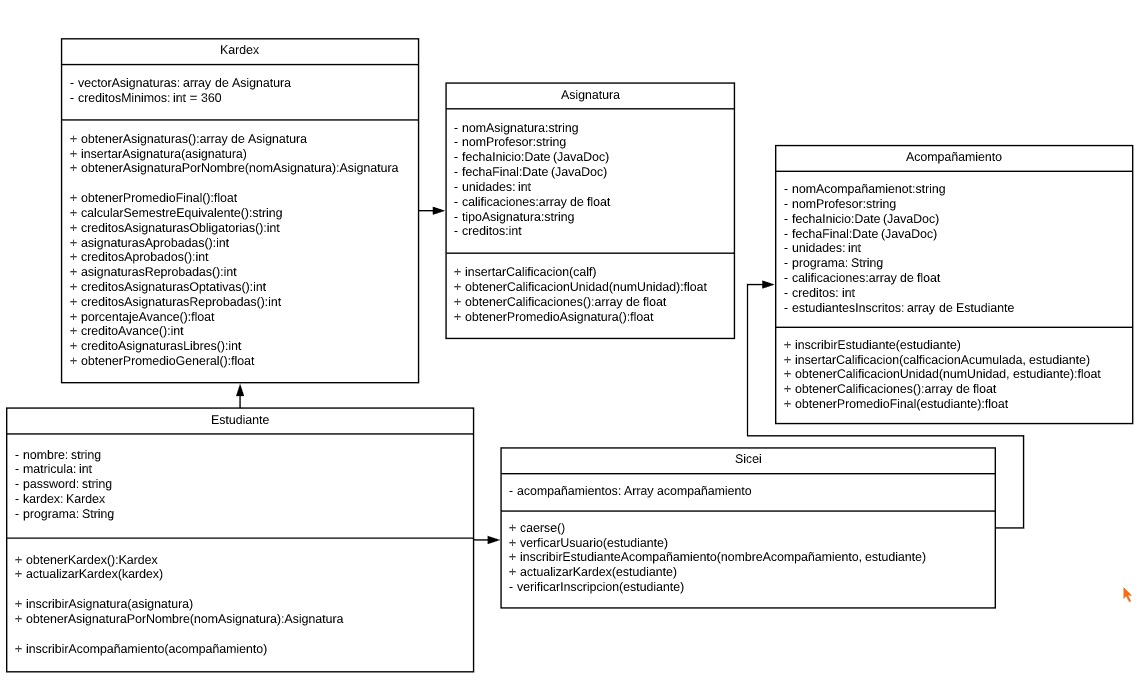 Kardex
- vectorAsignaturas: array de Asignatura
- creditosMinimos: int = 360
+ obtenerAsignaturas():array de Asignatura
+ insertarAsignatura(asignatura)
+ obtenerAsignaturaPorNombre(nomAsignatura):Asignatura
+ obtenerPromedioFinal():float
+ calcularSemestreEquivalente():string
+ creditosAsignaturasObligatorias():int
+ asignaturasAprobadas():int
+ creditosAprobados():int
+ asignaturasReprobadas():int
+ creditosAsignaturasOptativas():int
+ creditosAsignaturasReprobadas():int
+ porcentajeAvance():float
+ creditoAvance():int
+ creditoAsignaturasLibres():int
+ obtenerPromedioGeneral():float
Asignatura
- nomAsignatura:string
- nomProfesor:string
- fechaInicio:Date (JavaDoc)
- fechaFinal:Date (JavaDoc)
- unidades: int
- calificaciones:array de float
- tipoAsignatura:string
- creditos:int
+ insertarCalificacion(calf)
+ obtenerCalificacionUnidad(numUnidad):float
+ obtenerCalificaciones():array de float
+ obtenerPromedioAsignatura():float
Acompañamiento
- nomAcompañamienot:string
- nomProfesor:string
- fechaInicio:Date (JavaDoc)
- fechaFinal:Date (JavaDoc)
- unidades: int
- programa: String
- calificaciones:array de float
- creditos: int
- estudiantesInscritos: array de Estudiante
+ inscribirEstudiante(estudiante)
+ insertarCalificacion(calficacionAcumulada, estudiante)
+ obtenerCalificacionUnidad(numUnidad, estudiante):float
+ obtenerCalificaciones():array de float
+ obtenerPromedioFinal(estudiante):float
Estudiante
- nombre: string
- matricula: int
- password: string
- kardex: Kardex
- programa: String
+ obtenerKardex():Kardex
+ actualizarKardex(kardex)
+ inscribirAsignatura(asignatura)
+ obtenerAsignaturaPorNombre(nomAsignatura):Asignatura
+ inscribirAcompañamiento(acompañamiento)
Sicei
- acompañamientos: Array acompañamiento
+ caerse()
+ verficarUsuario(estudiante)
+ inscribirEstudianteAcompañamiento(nombreAcompañamiento, estudiante)
+ actualizarKardex(estudiante)
- verificarInscripcion(estudiante)